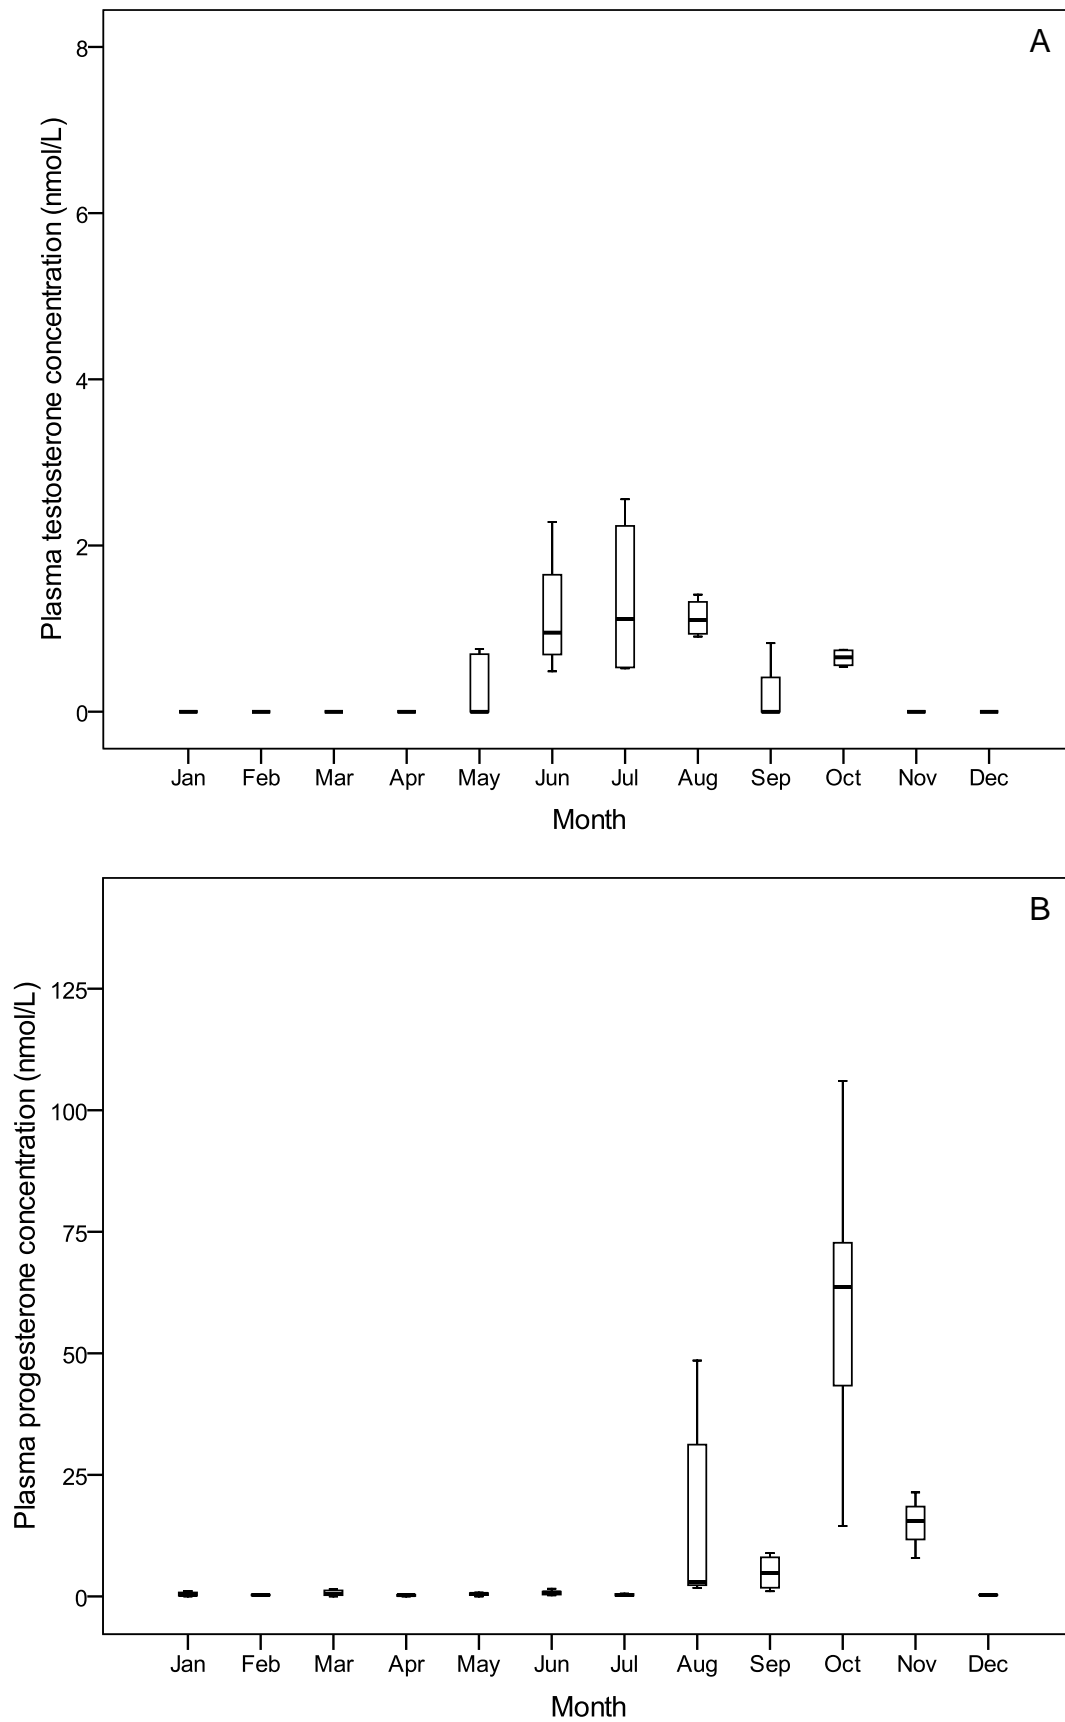 A
Plasma testosterone concentration (nmol/L)
8
6
4
2
0
Jan Feb Mar Apr May Jun Jul Aug Sep Oct Nov Dec
Month
B
Plasma progesterone concentration (nmol/L)
125
100
75
50
25
0
Jan Feb Mar Apr May Jun Jul Aug Sep Oct Nov Dec
Month